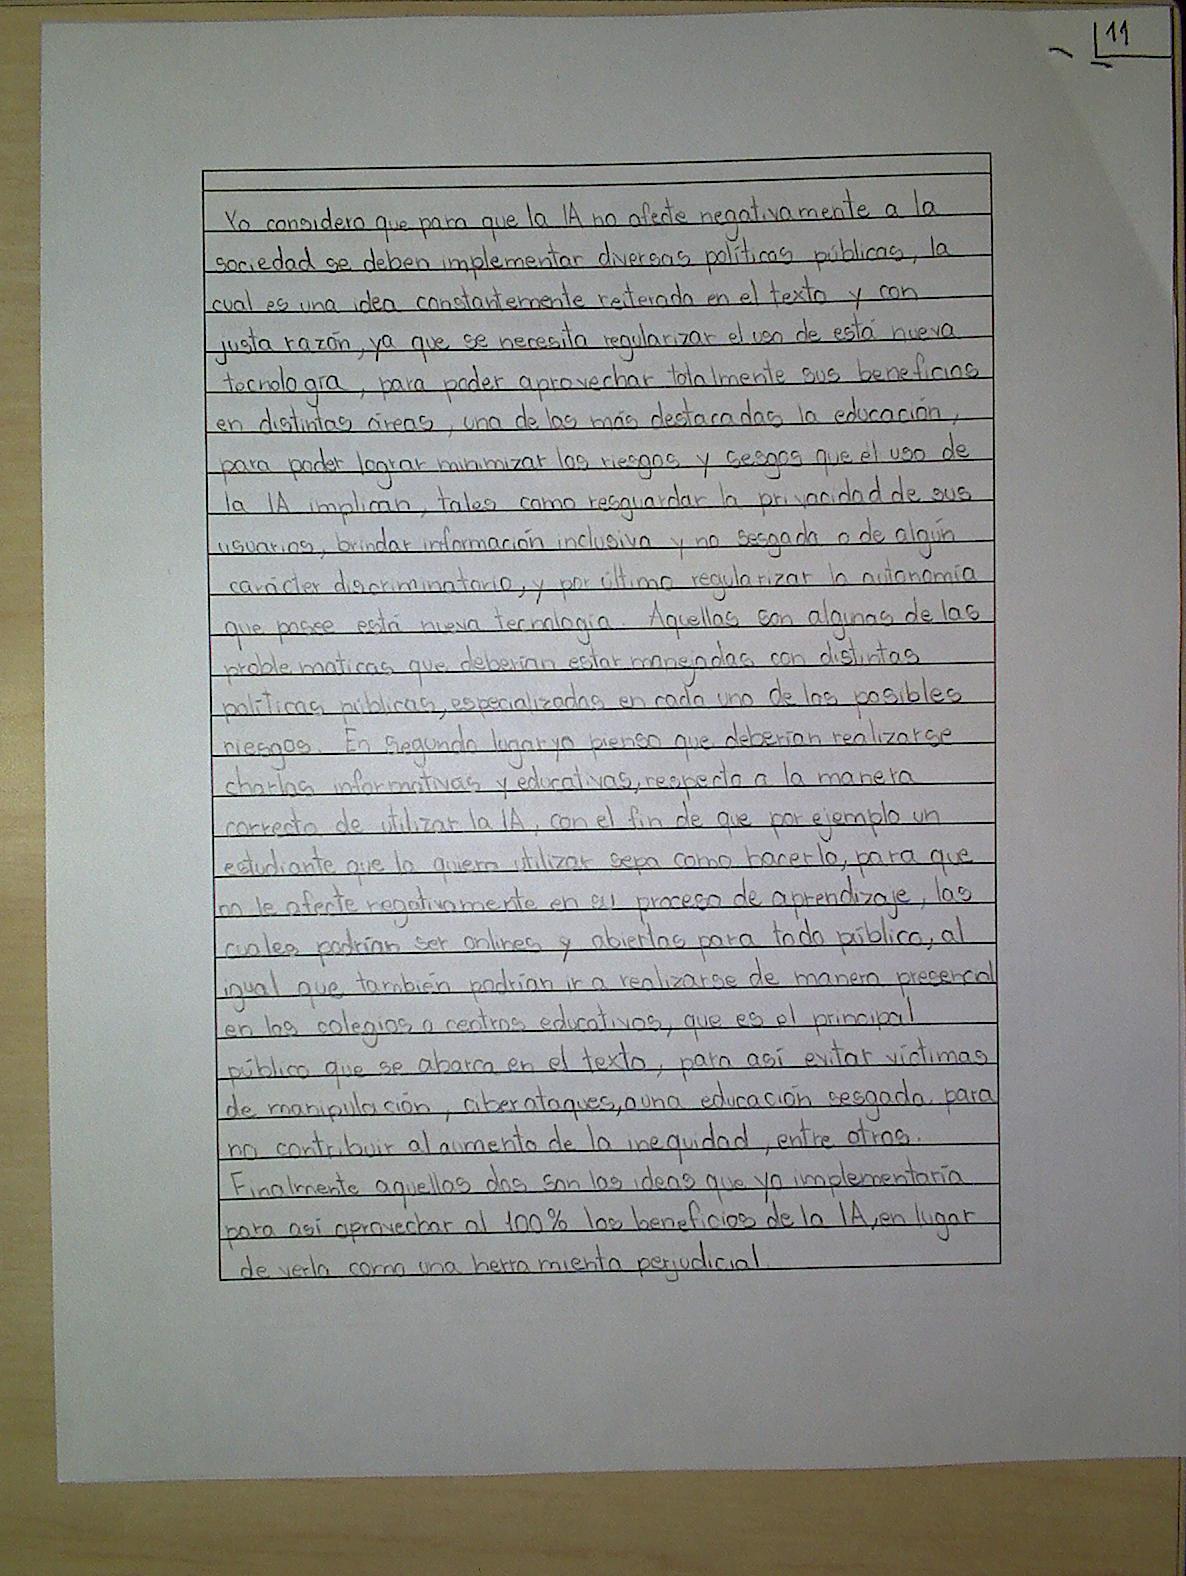 11
Yo considero que para que la IA no afecte negativamente a la
sociedad se deben implementar diversas políticas públicas, la
cual es una idea constantemente reiterada en el texto y con
justa razón, ya que se necesita regularizar el uso de está nueva
tecnología, para poder aprovechar totalmente sus beneficios
en distintas áreas, una de las más destacadas la educación,
para poder lograr minimizar los riesgos y sesgos que el uso de
la IA implican, tales como resguardar la privacidad de sus
usuarios, brindar información inclusiva y no sesgada o de algún
carácter discriminatorio, y por último regularizar la autonomía
que posee está nueva tecnología. Aquellas son algunas de las
problematicas que deberían estar manejadas con distintas
políticas públicas, especializadas en cada uno de los posibles
riesgos. En segundo lugar yo pienso que deberían realizarse
charlas informativas y educativas, respecto a la manera
correcta de utilizar la IA, con el fin de que por ejemplo un
estudiante que la quiera utilizar sepa como hacerlo, para que
no le afecte negativamente en su proceso de aprendizaje, las
cuales podrían ser onlines y abiertas para todo público, al
igual que también podrían ir a realizarse de manera presencial
en los colegios o centros educativos, que es el principal
público que se abarca en el texto, para así evitar víctimas
de manipulación, ciberataques, o una educación sesgada para
no contribuir al aumento de la inequidad, entre otros.
Finalmente aquellas dos son las ideas que yo implementaría
para así aprovechar al 100% los beneficios de la IA, en lugar
de verla como una herramienta perjudicial.